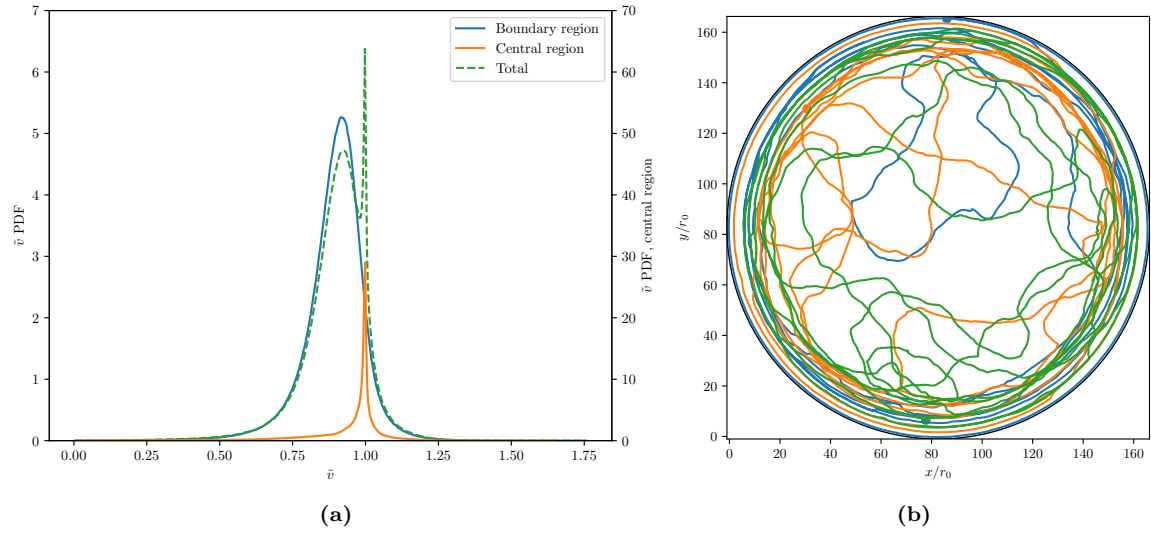 7
6
5
4
3
2
1
0
ṽ PDF
70
60
50
40
30
20
10
0
ṽ PDF, central region
Boundary region
Central region
Total
0.00 0.25 0.50 0.75 1.00 1.25 1.50 1.75
ṽ
(a)
160
140
120
100
80
60
40
20
0
y/r₀
0 20 40 60 80 100 120 140 160
x/r₀
(b)